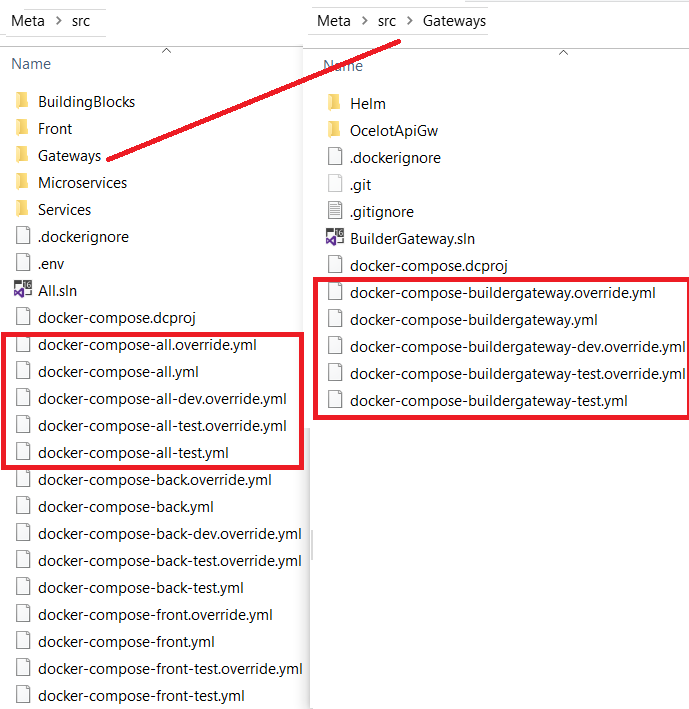 Meta > src
Name
BuildingBlocks
Front
Gateways
Microservices
Services
.dockerignore
.env
All.sln
docker-compose.dcproj
docker-compose-all.override.yml
docker-compose-all.yml
docker-compose-all-dev.override.yml
docker-compose-all-test.override.yml
docker-compose-all-test.yml
docker-compose-back.override.yml
docker-compose-back.yml
docker-compose-back-dev.override.yml
docker-compose-back-test.override.yml
docker-compose-back-test.yml
docker-compose-front.override.yml
docker-compose-front.yml
docker-compose-front-test.override.yml
docker-compose-front-test.yml
Meta > src > Gateways
Name
Helm
OcelotApiGw
.dockerignore
.git
.gitignore
BuilderGateway.sln
docker-compose.dcproj
docker-compose-buildergateway.override.yml
docker-compose-buildergateway.yml
docker-compose-buildergateway-dev.override.yml
docker-compose-buildergateway-test.override.yml
docker-compose-buildergateway-test.yml